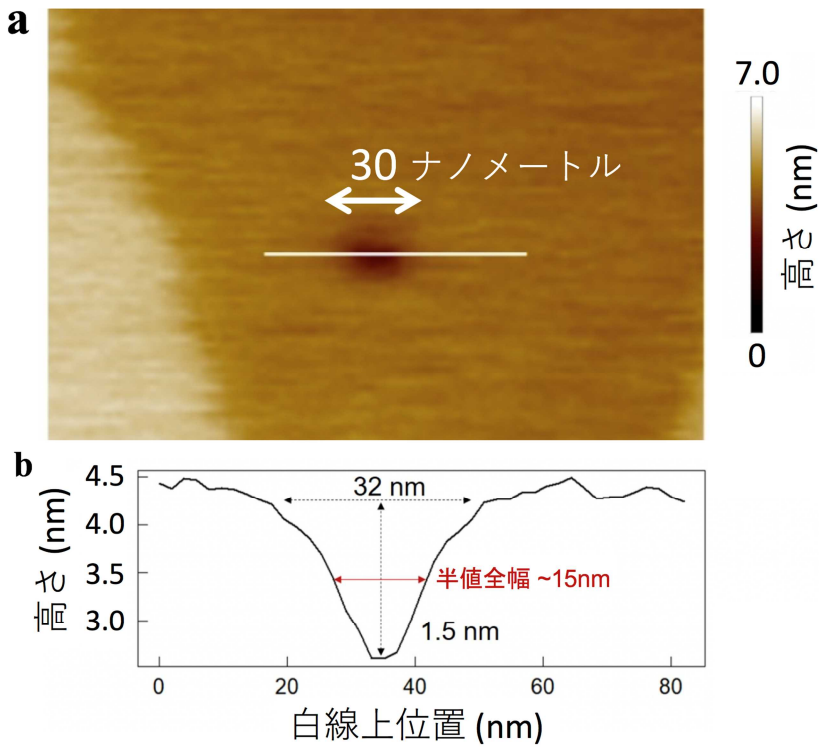 a
30 ナノメートル
7.0
高さ (nm)
0
b
4.5
4.0
3.5
3.0
高さ (nm)
32 nm
半値全幅 ~15nm
1.5 nm
0 20 40 60 80
白線上位置 (nm)